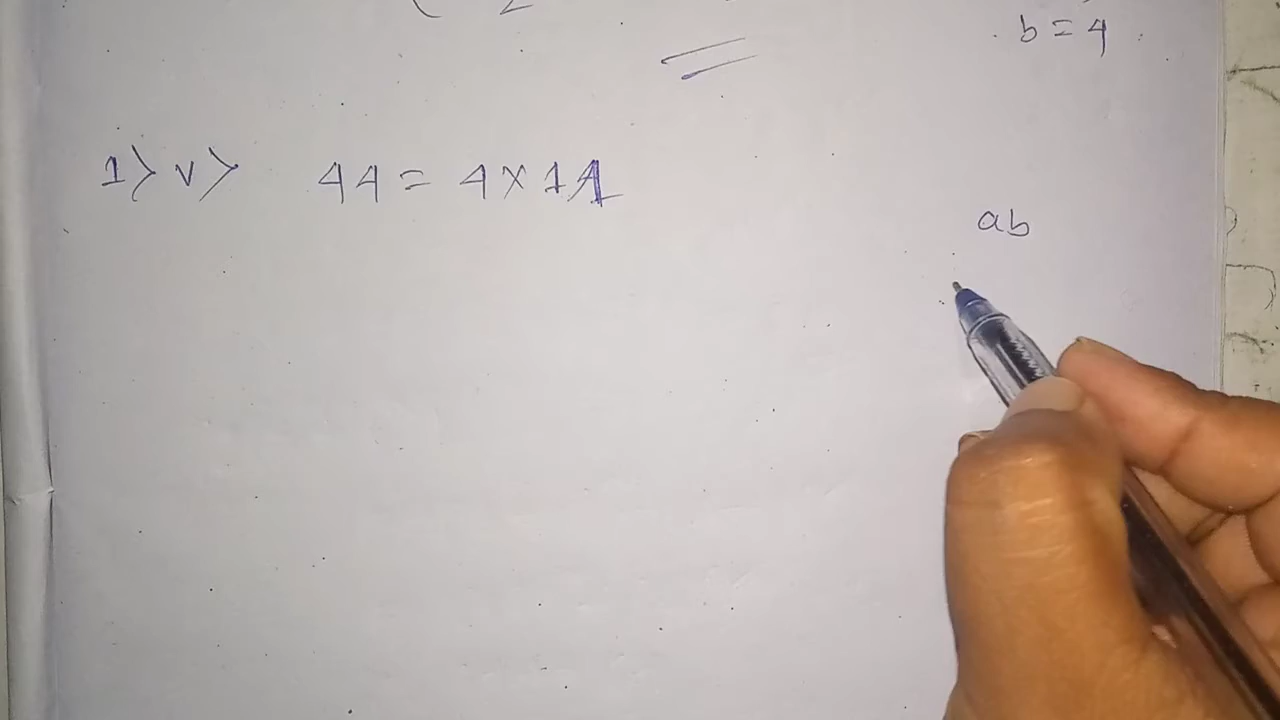 b = 4
1> v> 44 = 4 × 11
ab